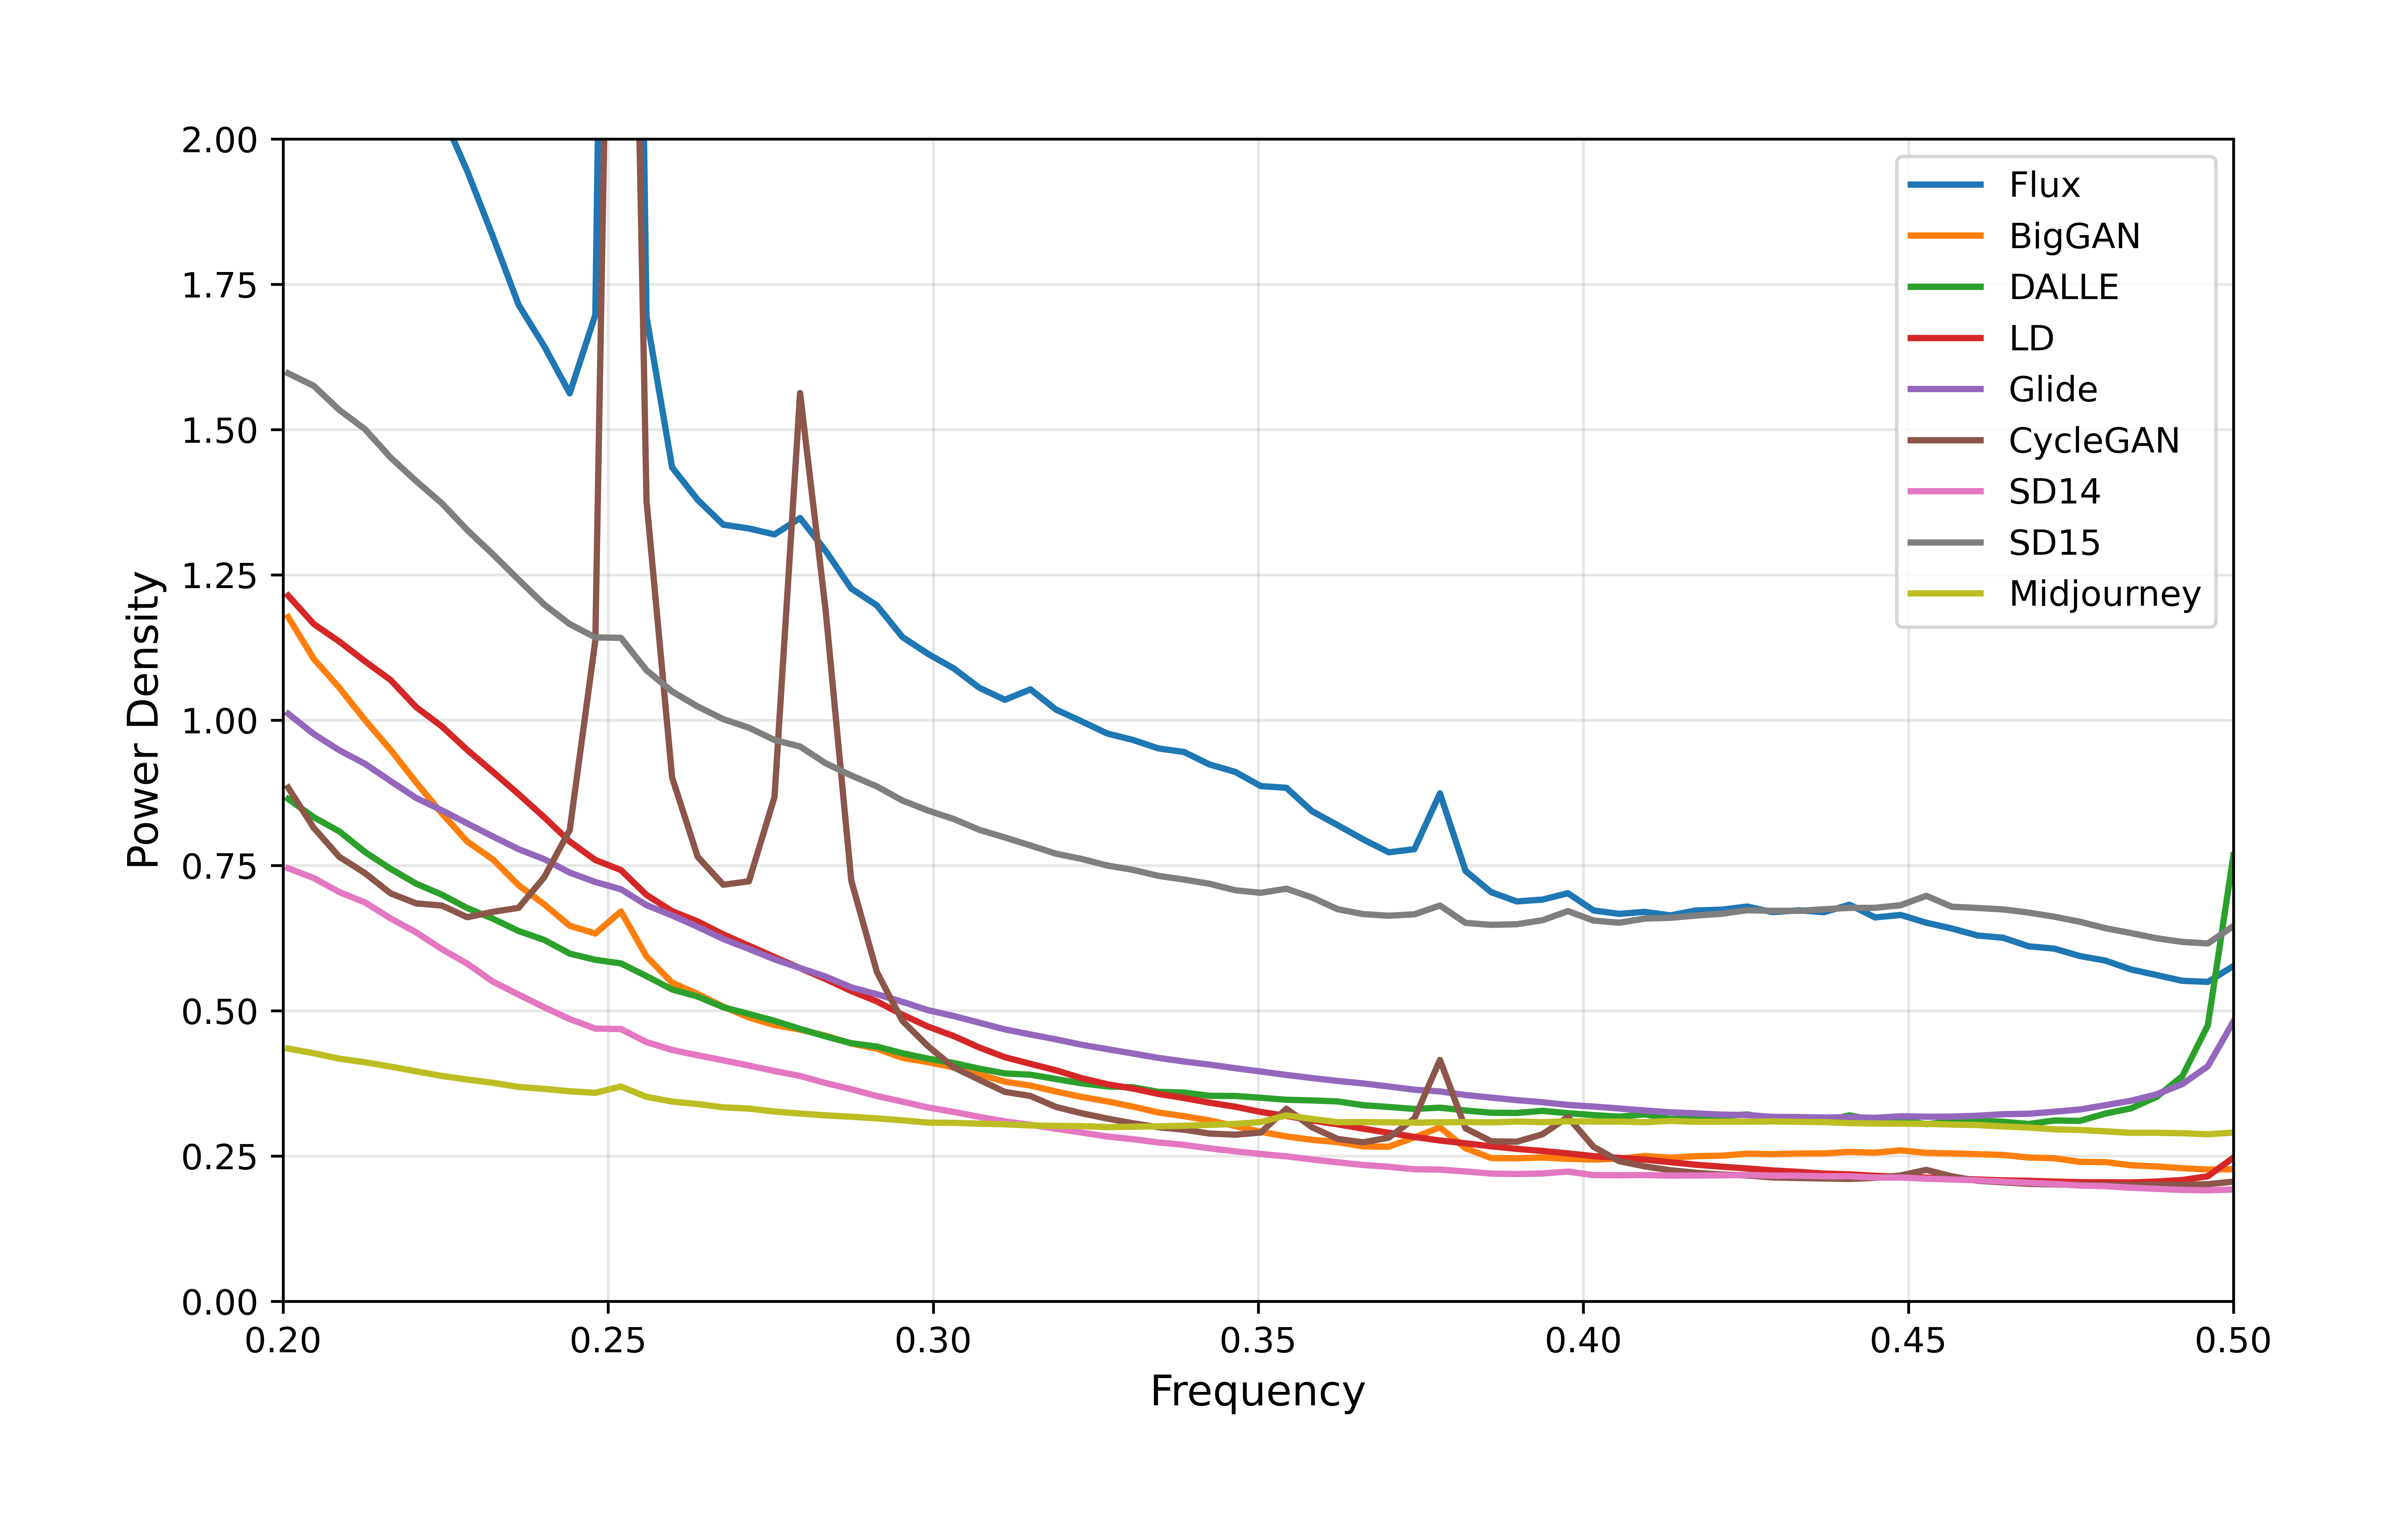 2.00
1.75
1.50
1.25
1.00
0.75
0.50
0.25
0.00
Power Density
0.20 0.25 0.30 0.35 0.40 0.45 0.50
Frequency
Flux
BigGAN
DALLE
LD
Glide
CycleGAN
SD14
SD15
Midjourney